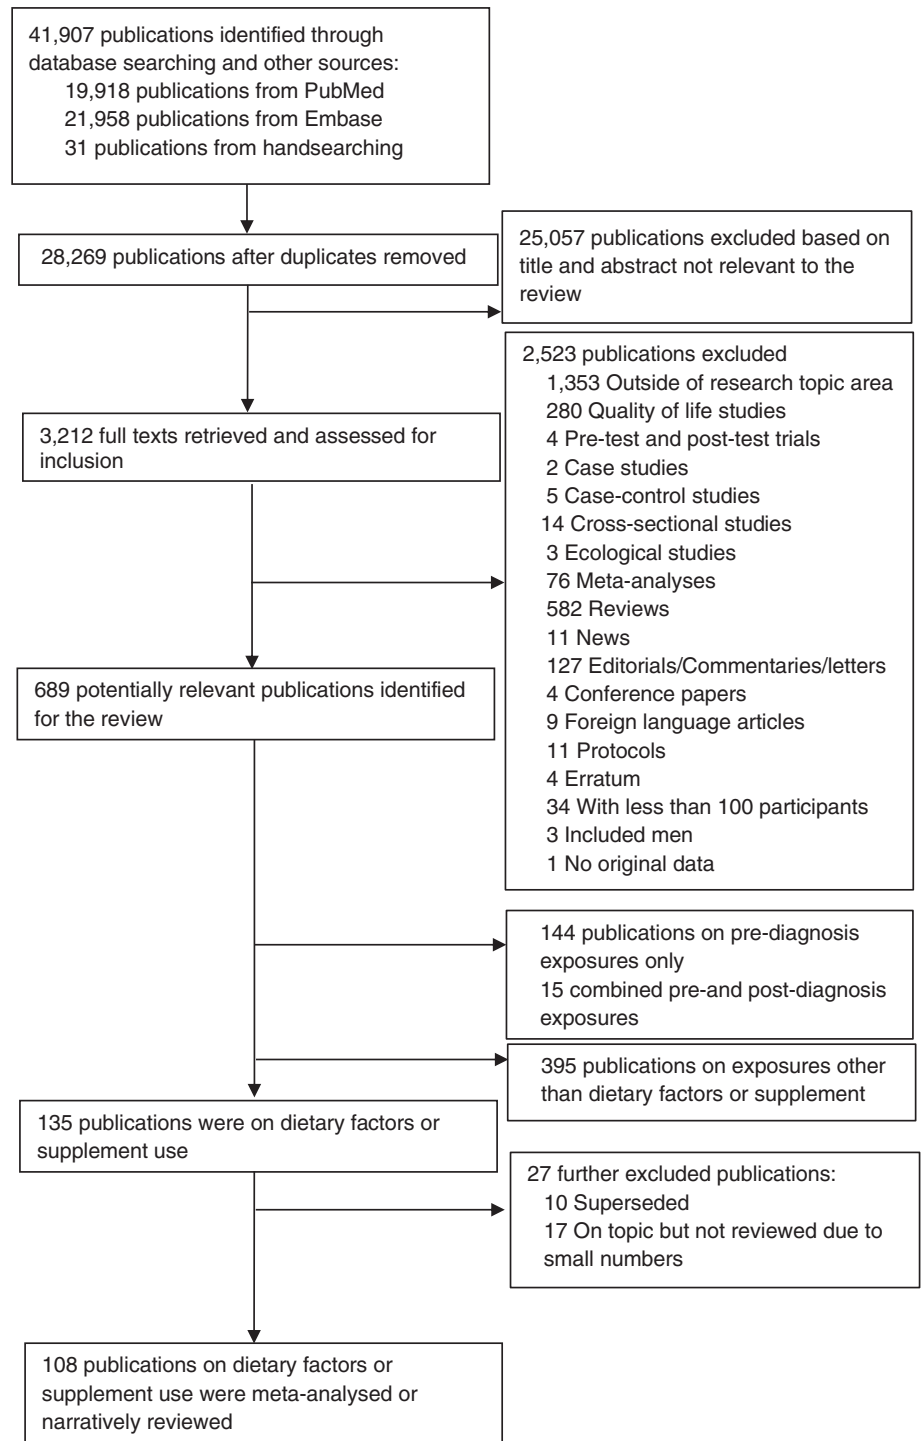 41,907 publications identified through
database searching and other sources:
19,918 publications from PubMed
21,958 publications from Embase
31 publications from handsearching
28,269 publications after duplicates removed
25,057 publications excluded based on
title and abstract not relevant to the
review
3,212 full texts retrieved and assessed for
inclusion
2,523 publications excluded
1,353 Outside of research topic area
280 Quality of life studies
4 Pre-test and post-test trials
2 Case studies
5 Case-control studies
14 Cross-sectional studies
3 Ecological studies
76 Meta-analyses
582 Reviews
11 News
127 Editorials/Commentaries/letters
4 Conference papers
9 Foreign language articles
11 Protocols
4 Erratum
34 With less than 100 participants
3 Included men
1 No original data
689 potentially relevant publications identified
for the review
144 publications on pre-diagnosis
exposures only
15 combined pre-and post-diagnosis
exposures
395 publications on exposures other
than dietary factors or supplement
135 publications were on dietary factors or
supplement use
27 further excluded publications:
10 Superseded
17 On topic but not reviewed due to
small numbers
108 publications on dietary factors or
supplement use were meta-analysed or
narratively reviewed